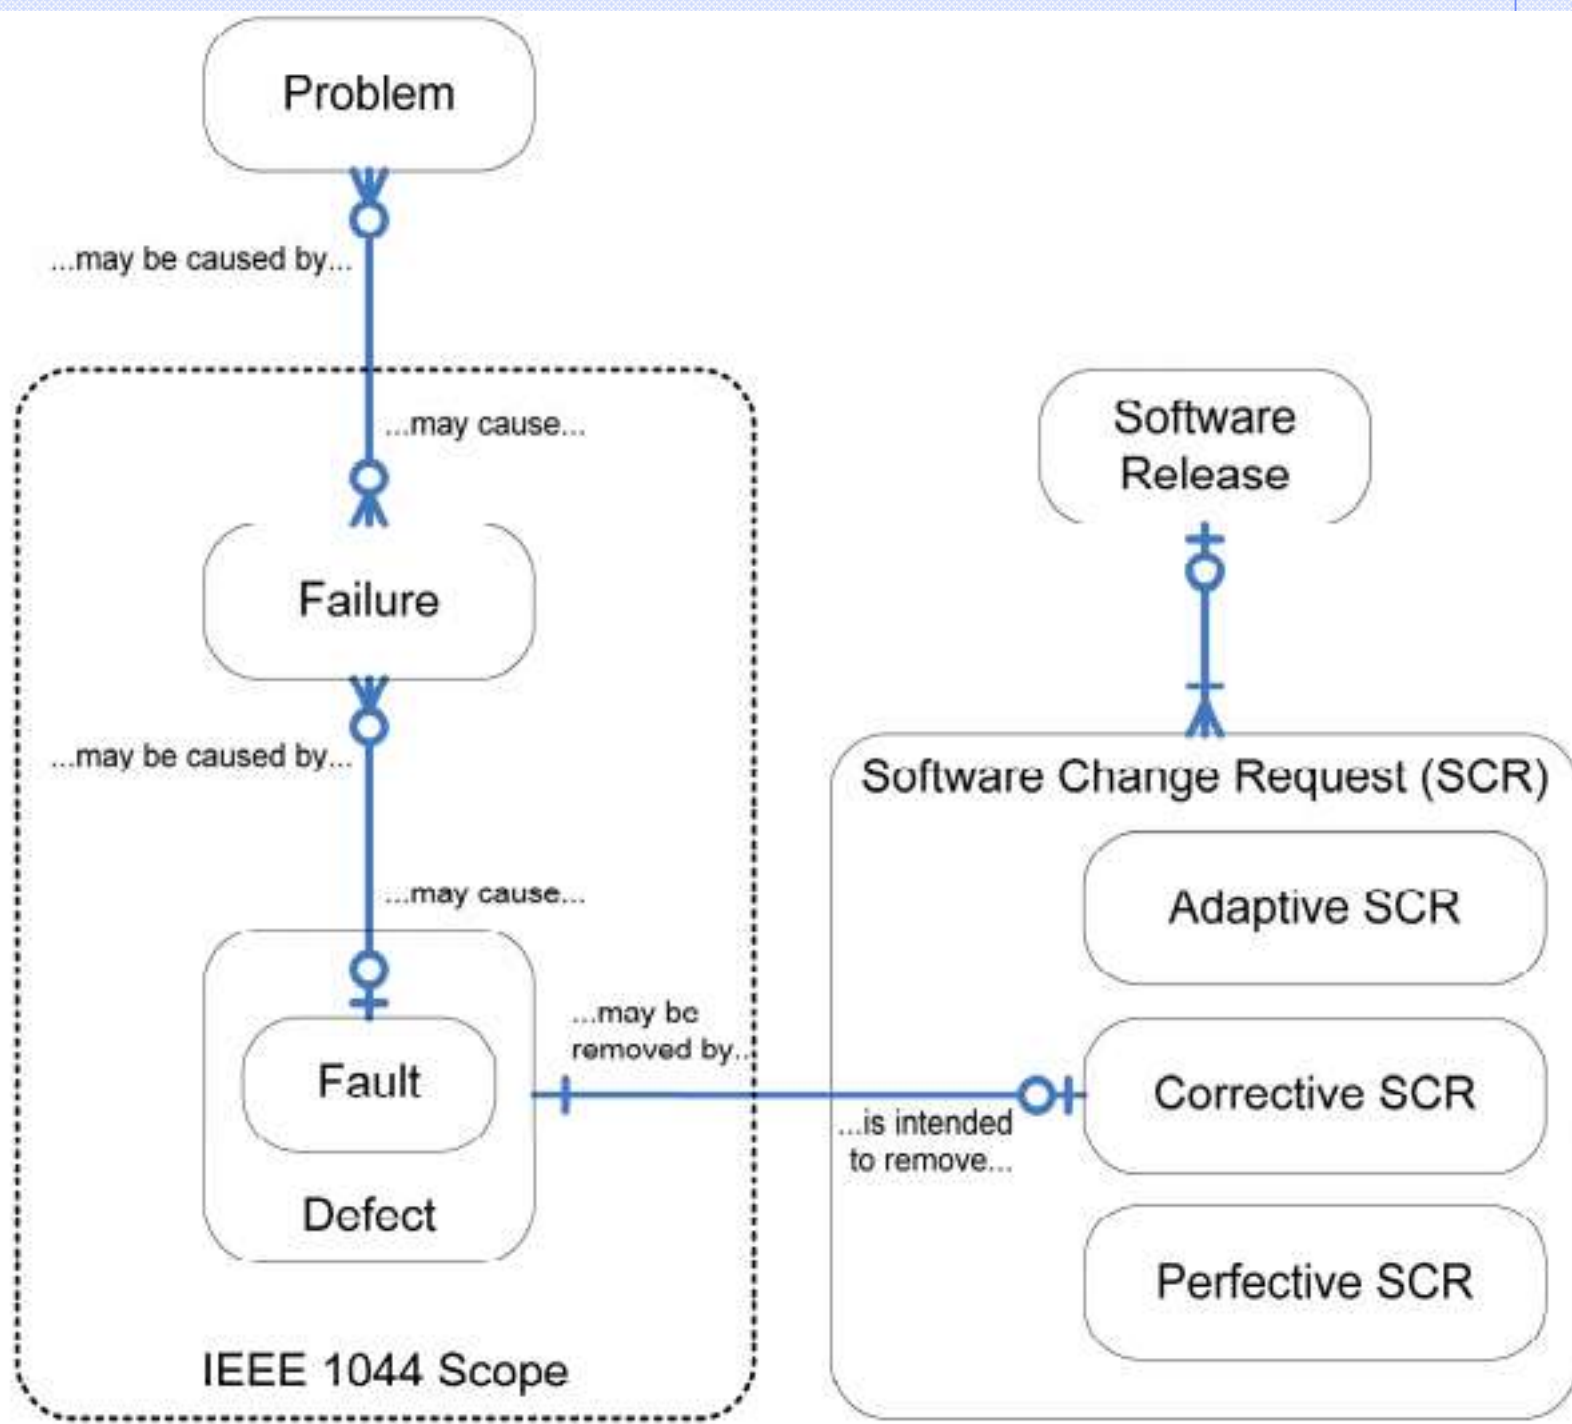 Problem
...may be caused by...
...may cause...
Software
Release
Failure
...may be caused by...
...may cause...
Software Change Request (SCR)
Adaptive SCR
...may be
removed by..
Fault
Corrective SCR
...is intended
to remove...
Defect
Perfective SCR
IEEE 1044 Scope